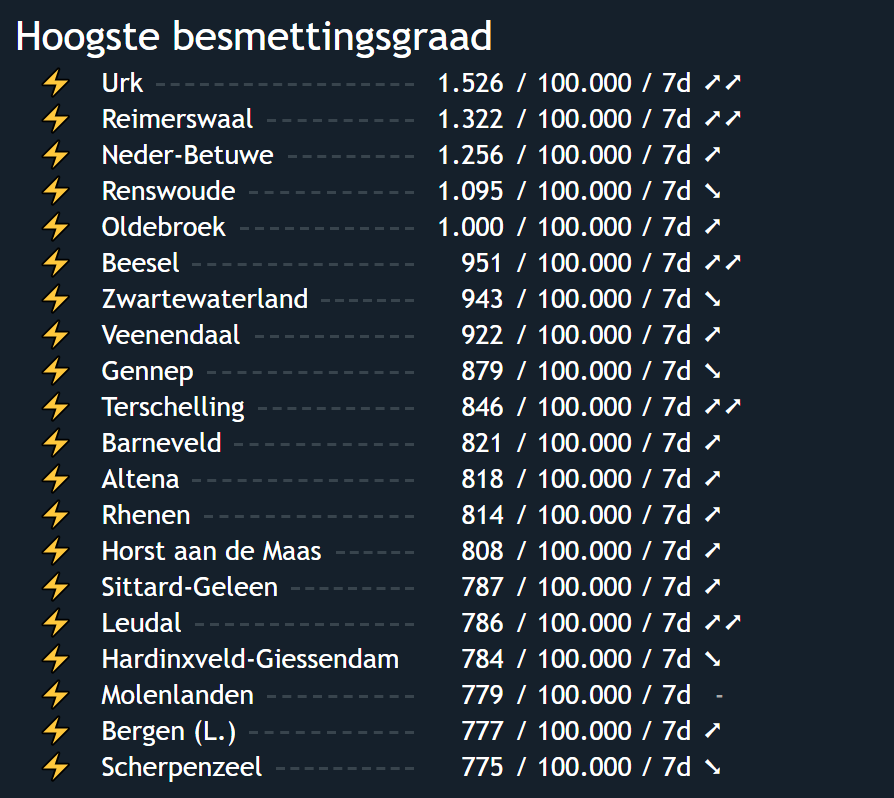 Hoogste besmettingsgraad
⚡ Urk 1.526 / 100.000 / 7d ➚➚
⚡ Reimerswaal 1.322 / 100.000 / 7d ➚➚
⚡ Neder-Betuwe 1.256 / 100.000 / 7d ➚
⚡ Renswoude 1.095 / 100.000 / 7d ➘
⚡ Oldebroek 1.000 / 100.000 / 7d ➚
⚡ Beesel 951 / 100.000 / 7d ➚➚
⚡ Zwartewaterland 943 / 100.000 / 7d ➘
⚡ Veenendaal 922 / 100.000 / 7d ➚
⚡ Gennep 879 / 100.000 / 7d ➘
⚡ Terschelling 846 / 100.000 / 7d ➚➚
⚡ Barneveld 821 / 100.000 / 7d ➚
⚡ Altena 818 / 100.000 / 7d ➚
⚡ Rhenen 814 / 100.000 / 7d ➚
⚡ Horst aan de Maas 808 / 100.000 / 7d ➚
⚡ Sittard-Geleen 787 / 100.000 / 7d ➚
⚡ Leudal 786 / 100.000 / 7d ➚➚
⚡ Hardinxveld-Giessendam 784 / 100.000 / 7d ➘
⚡ Molenlanden 779 / 100.000 / 7d -
⚡ Bergen (L.) 777 / 100.000 / 7d ➚
⚡ Scherpenzeel 775 / 100.000 / 7d ➘